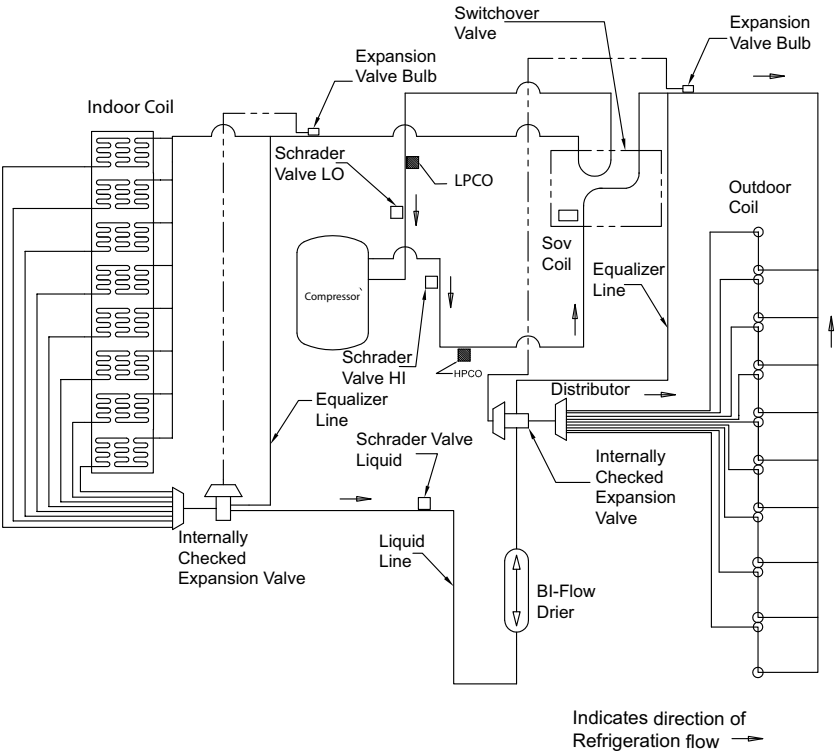 Switchover
Valve
Expansion
Valve Bulb
Expansion
Valve Bulb
Indoor Coil
Schrader
Valve LO
LPCO
Outdoor
Coil
Sov
Coil
Equalizer
Line
Compressor`
Schrader
Valve HI
HPCO
Distributor
Equalizer
Line
Schrader Valve
Liquid
Internally
Checked
Expansion
Valve
Internally
Checked
Expansion Valve
Liquid
Line
BI-Flow
Drier
Indicates direction of
Refrigeration flow